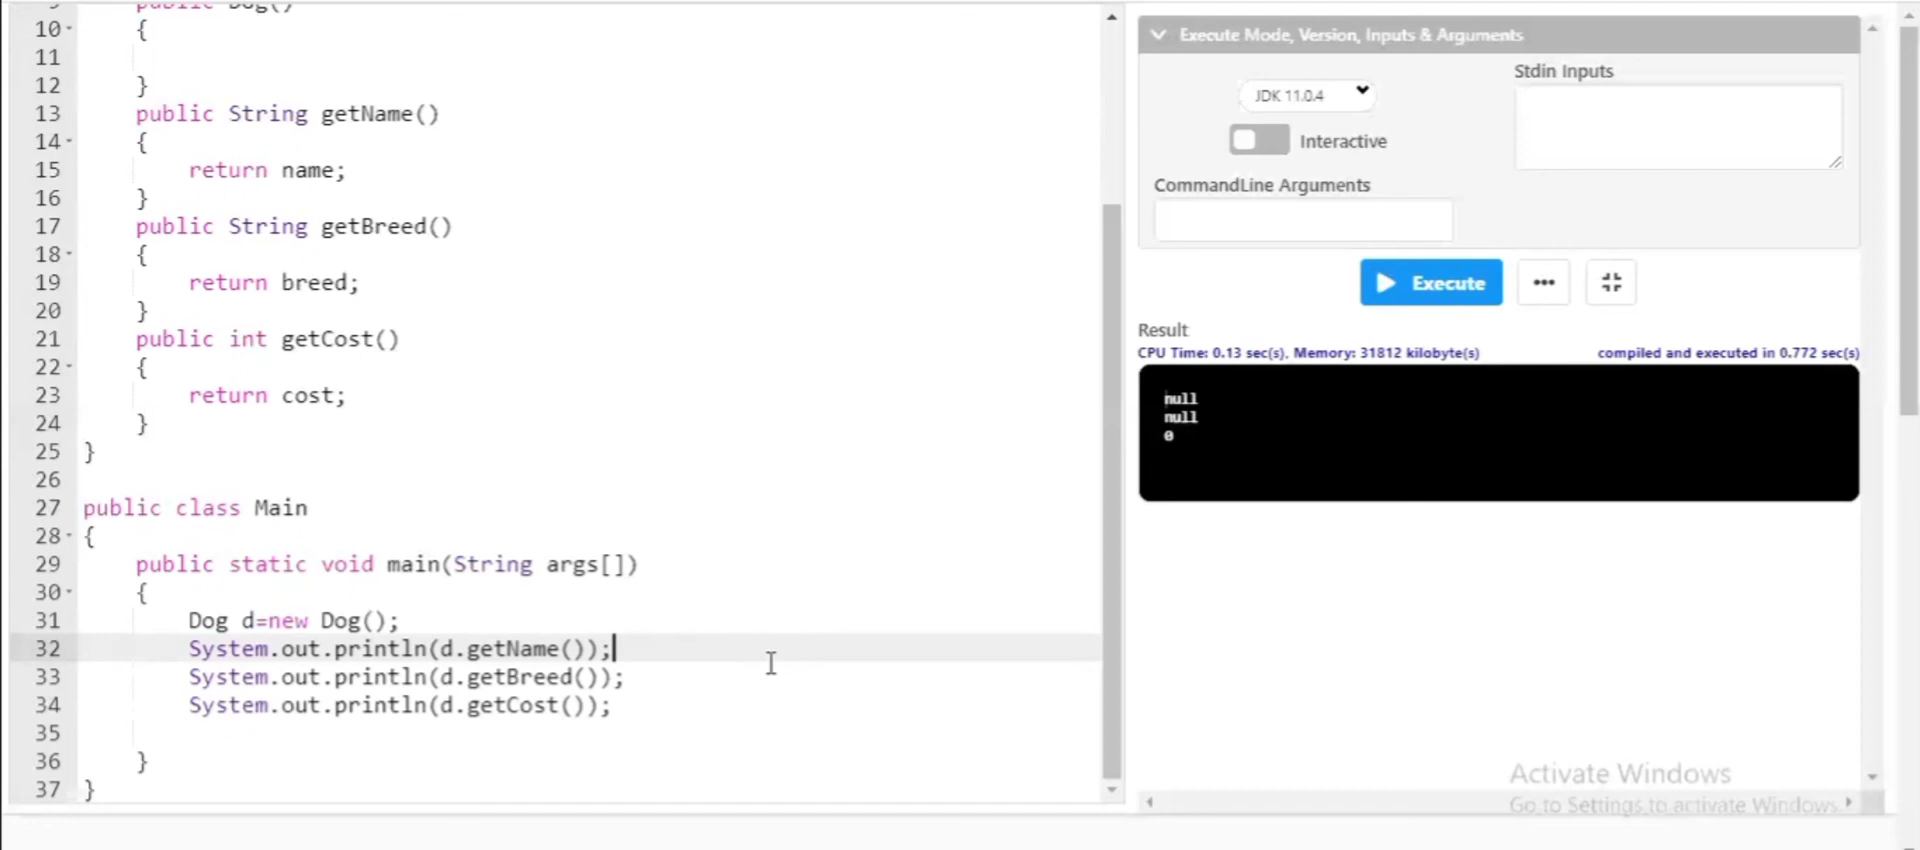 9 public Dog()
10 {
11
12 }
13 public String getName()
14 {
15 return name;
16 }
17 public String getBreed()
18 {
19 return breed;
20 }
21 public int getCost()
22 {
23 return cost;
24 }
25 }
26
27 public class Main
28 {
29 public static void main(String args[])
30 {
31 Dog d=new Dog();
32 System.out.println(d.getName());
33 System.out.println(d.getBreed());
34 System.out.println(d.getCost());
35
36 }
37 }
Execute Mode, Version, Inputs & Arguments
JDK 11.0.4
Interactive
Stdin Inputs
CommandLine Arguments
Execute
Result
CPU Time: 0.13 sec(s), Memory: 31812 kilobyte(s)
compiled and executed in 0.772 sec(s)
null
null
0
Activate Windows
Go to Settings to activate Windows.